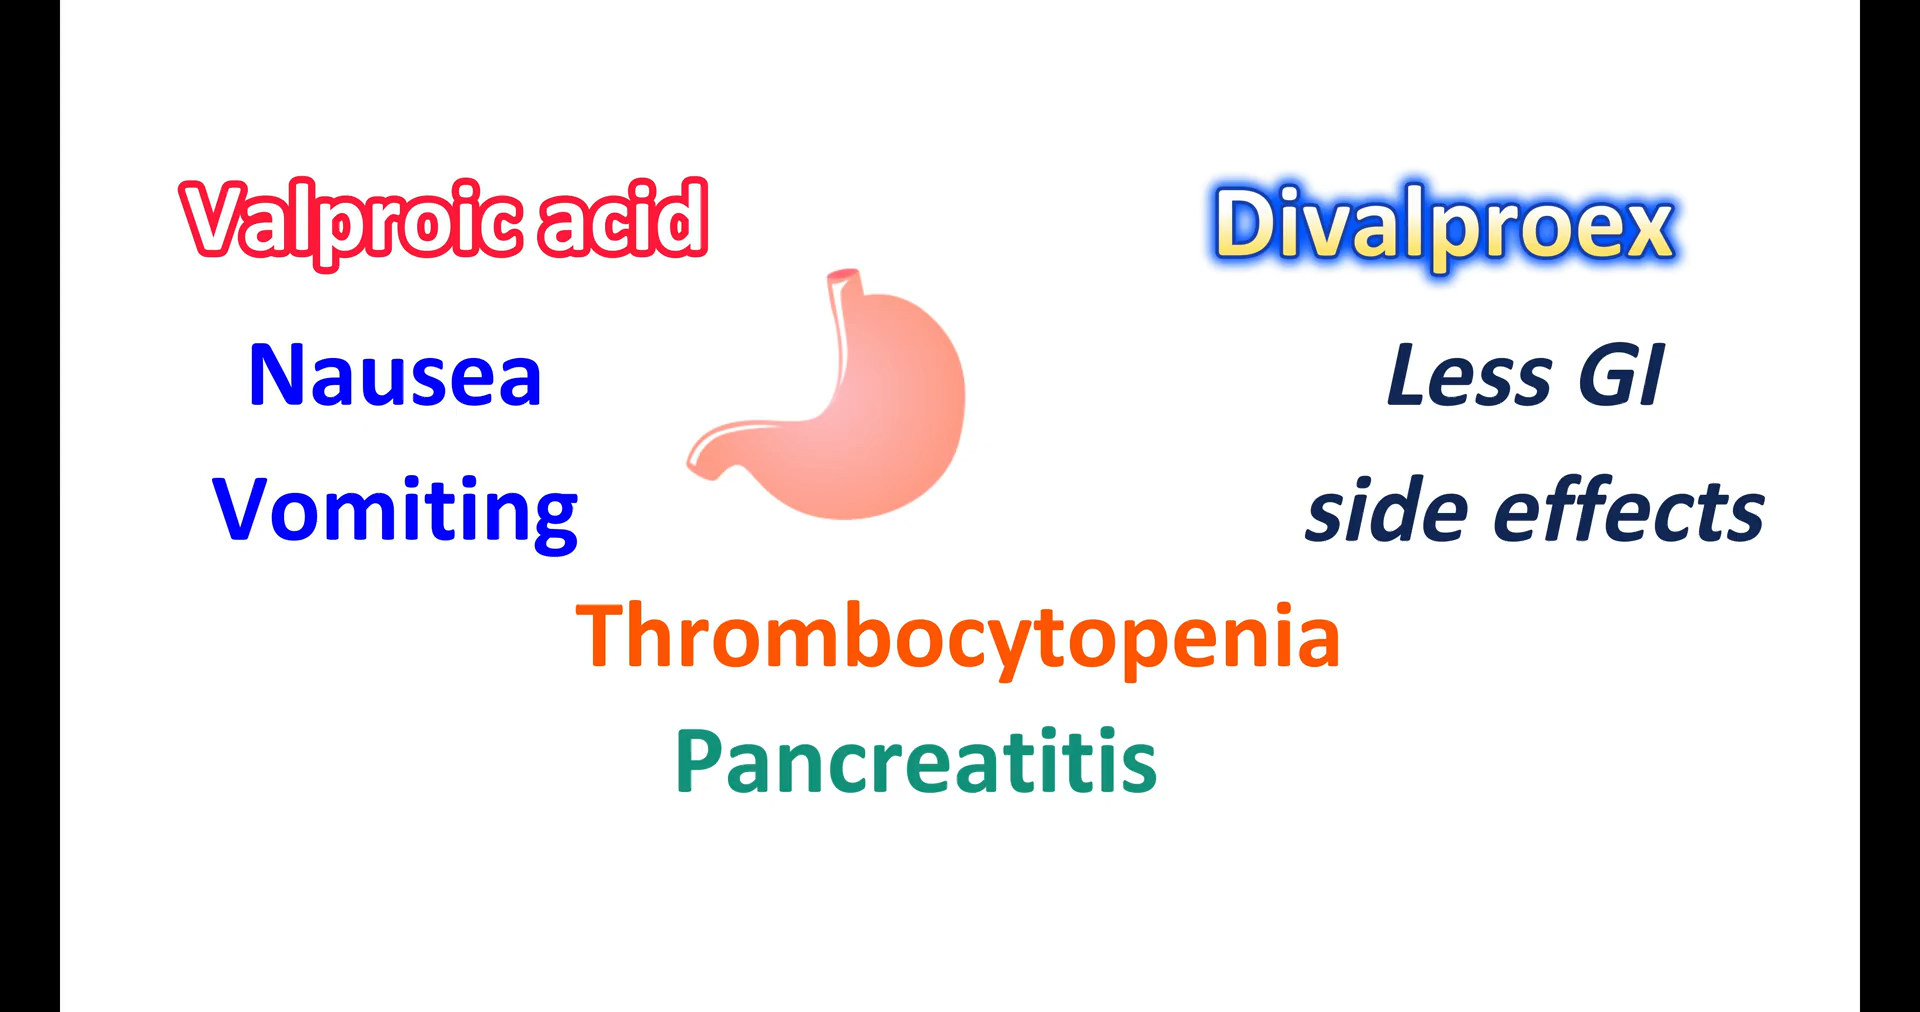 Valproic acid
Divalproex
Nausea
Less GI
Vomiting
side effects
Thrombocytopenia
Pancreatitis